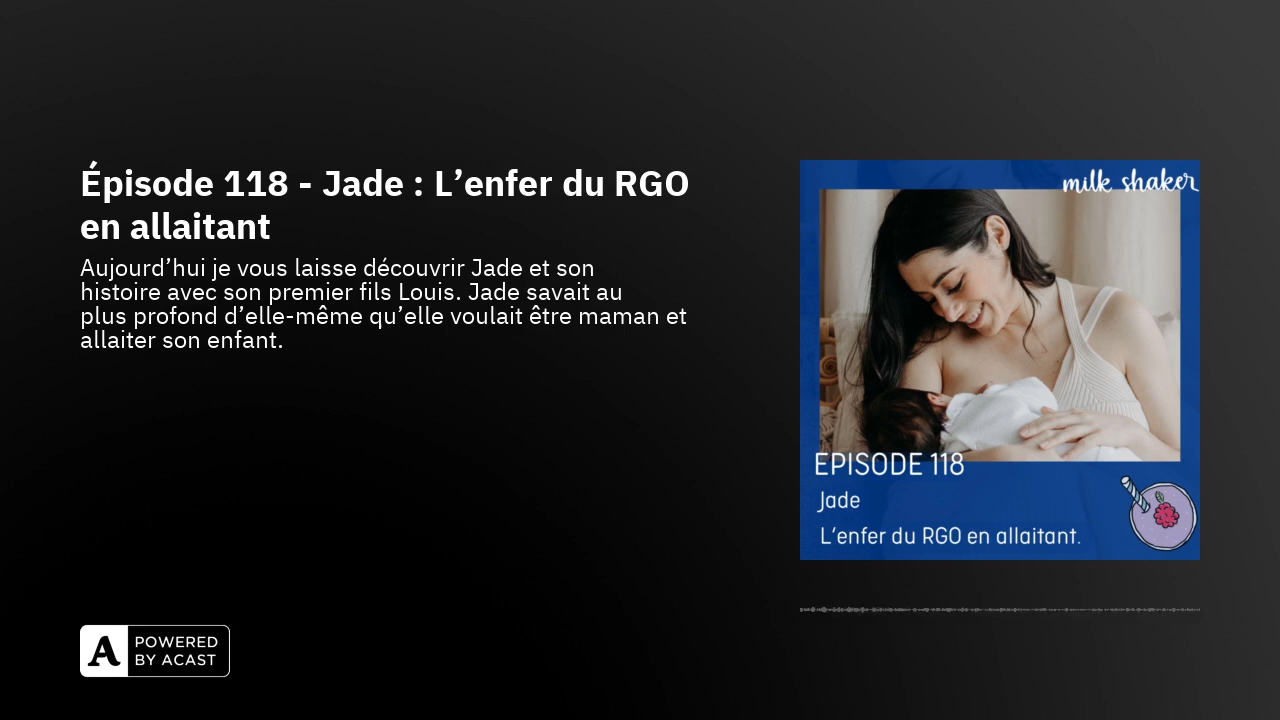 Épisode 118 - Jade : L’enfer du RGO
en allaitant
Aujourd’hui je vous laisse découvrir Jade et son
histoire avec son premier fils Louis. Jade savait au
plus profond d’elle-même qu’elle voulait être maman et
allaiter son enfant.
milk shaker
EPISODE 118
Jade
L’enfer du RGO en allaitant.
A
POWERED
BY ACAST